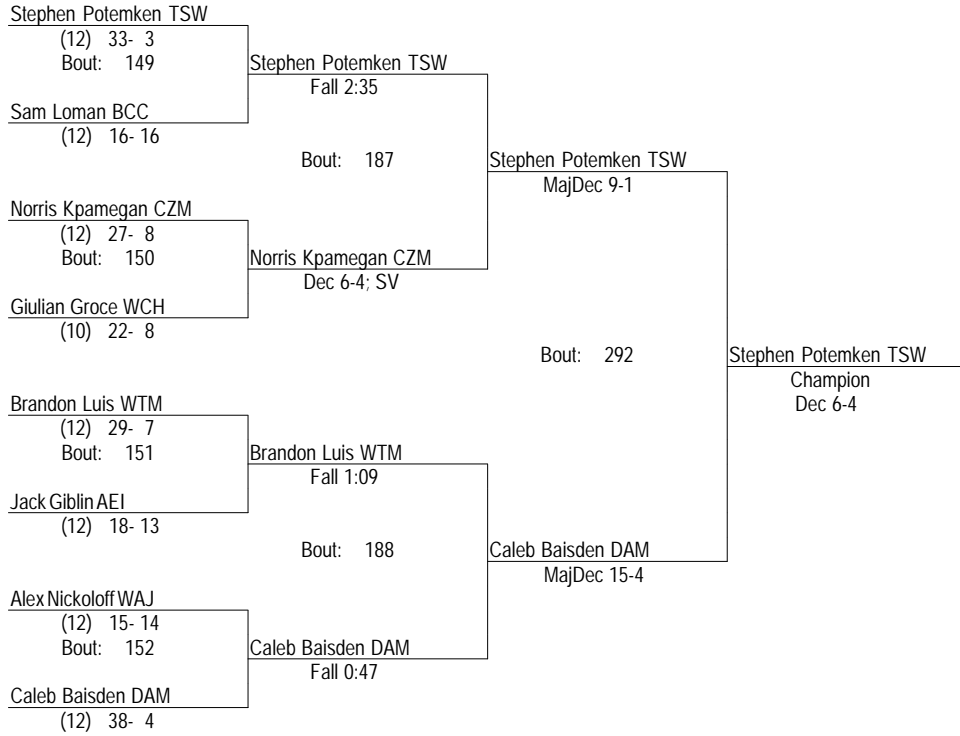 Stephen Potemken TSW
(12) 33- 3
Bout: 149
Stephen Potemken TSW
Fall 2:35
Sam Loman BCC
(12) 16- 16
Bout: 187
Stephen Potemken TSW
MajDec 9-1
Norris Kpamegan CZM
(12) 27- 8
Bout: 150
Norris Kpamegan CZM
Dec 6-4; SV
Giulian Groce WCH
(10) 22- 8
Bout: 292
Stephen Potemken TSW
Champion
Dec 6-4
Brandon Luis WTM
(12) 29- 7
Bout: 151
Brandon Luis WTM
Fall 1:09
Jack Giblin AEI
(12) 18- 13
Bout: 188
Caleb Baisden DAM
MajDec 15-4
Alex Nickoloff WAJ
(12) 15- 14
Bout: 152
Caleb Baisden DAM
Fall 0:47
Caleb Baisden DAM
(12) 38- 4